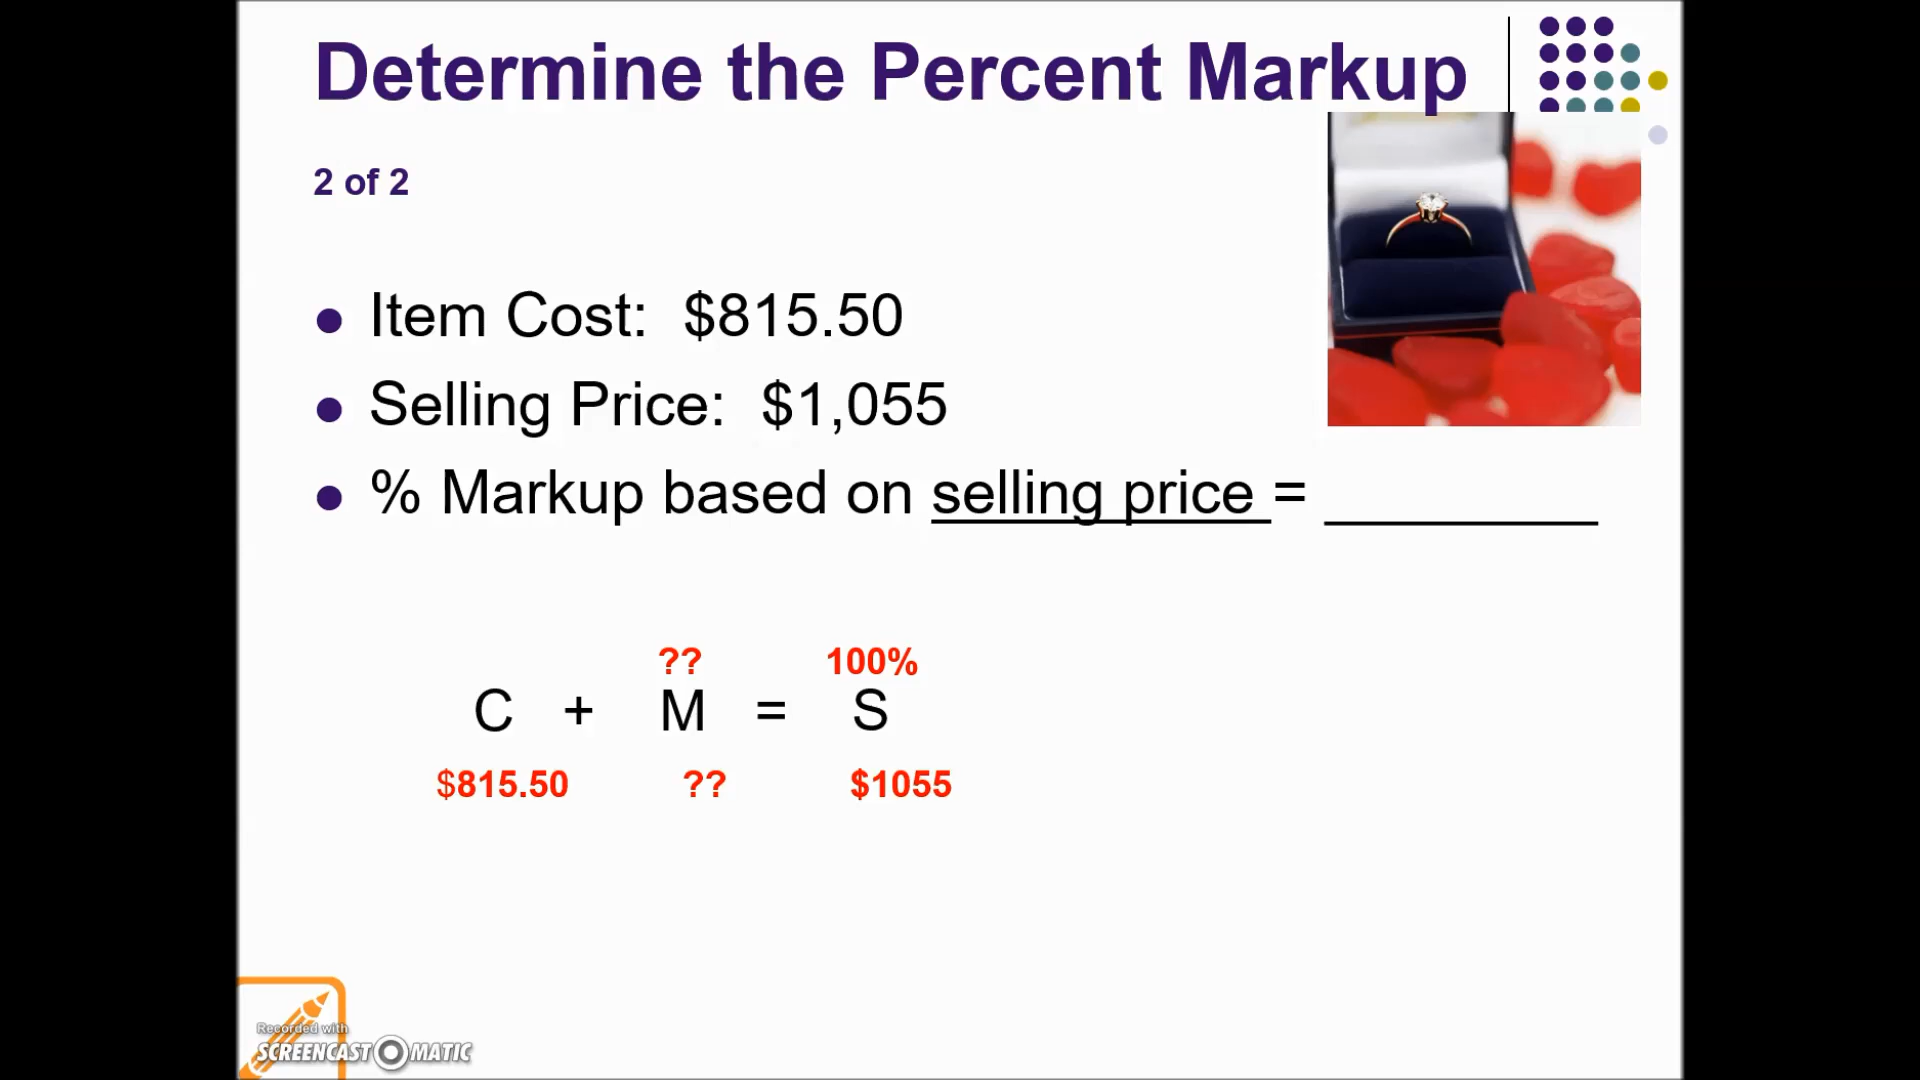 Determine the Percent Markup
2 of 2
Item Cost: $815.50
Selling Price: $1,055
% Markup based on selling price = ________
?? 100%
C + M = S
$815.50 ?? $1055
Recorded with
SCREENCAST MATIC